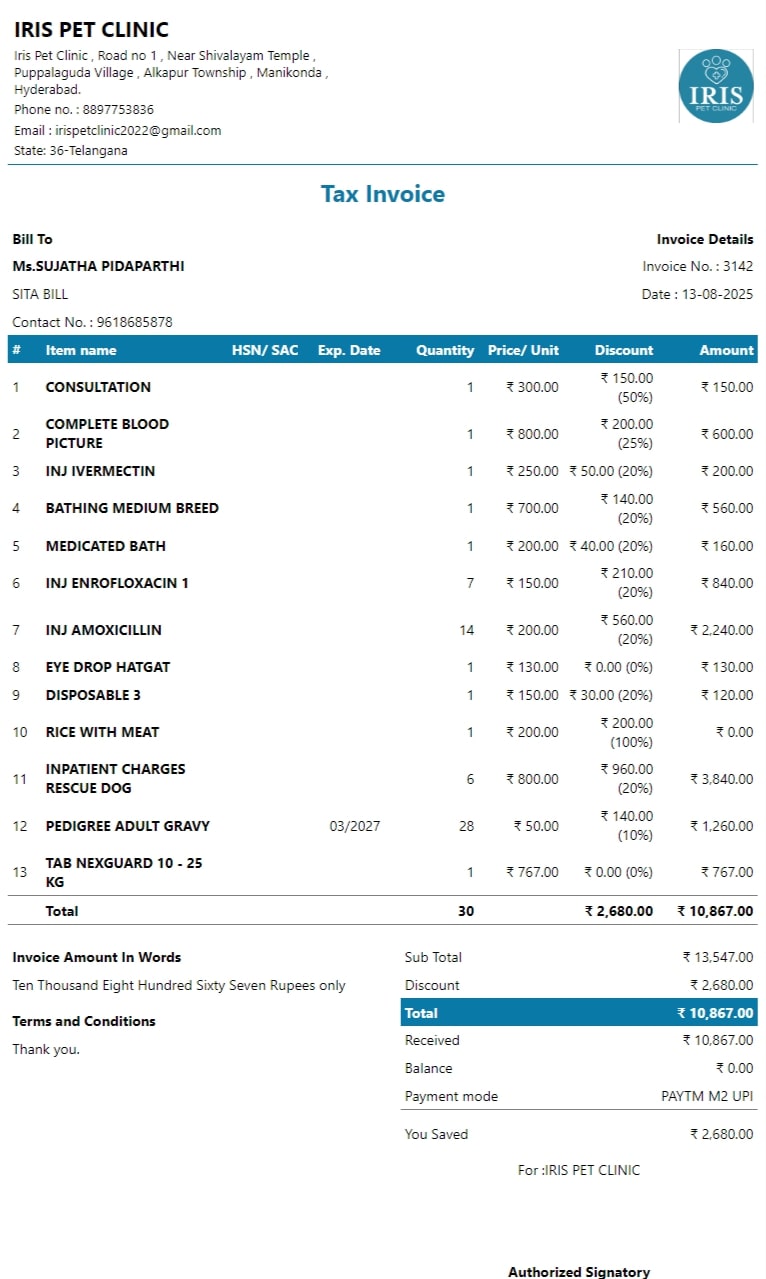 IRIS PET CLINIC
Iris Pet Clinic , Road no 1 , Near Shivalayam Temple ,
Puppalaguda Village , Alkapur Township , Manikonda ,
Hyderabad.
Phone no. : 8897753836
Email : irispetclinic2022@gmail.com
State: 36-Telangana
IRIS
PET CLINIC
Tax Invoice
Bill To
Ms.SUJATHA PIDAPARTHI
SITA BILL
Contact No. : 9618685878
Invoice Details
Invoice No. : 3142
Date : 13-08-2025
# Item name HSN/ SAC Exp. Date Quantity Price/ Unit Discount Amount
1 CONSULTATION 1 ₹ 300.00 ₹ 150.00 (50%) ₹ 150.00
2 COMPLETE BLOOD PICTURE 1 ₹ 800.00 ₹ 200.00 (25%) ₹ 600.00
3 INJ IVERMECTIN 1 ₹ 250.00 ₹ 50.00 (20%) ₹ 200.00
4 BATHING MEDIUM BREED 1 ₹ 700.00 ₹ 140.00 (20%) ₹ 560.00
5 MEDICATED BATH 1 ₹ 200.00 ₹ 40.00 (20%) ₹ 160.00
6 INJ ENROFLOXACIN 1 7 ₹ 150.00 ₹ 210.00 (20%) ₹ 840.00
7 INJ AMOXICILLIN 14 ₹ 200.00 ₹ 560.00 (20%) ₹ 2,240.00
8 EYE DROP HATGAT 1 ₹ 130.00 ₹ 0.00 (0%) ₹ 130.00
9 DISPOSABLE 3 1 ₹ 150.00 ₹ 30.00 (20%) ₹ 120.00
10 RICE WITH MEAT 1 ₹ 200.00 ₹ 200.00 (100%) ₹ 0.00
11 INPATIENT CHARGES RESCUE DOG 6 ₹ 800.00 ₹ 960.00 (20%) ₹ 3,840.00
12 PEDIGREE ADULT GRAVY 03/2027 28 ₹ 50.00 ₹ 140.00 (10%) ₹ 1,260.00
13 TAB NEXGUARD 10 - 25 KG 1 ₹ 767.00 ₹ 0.00 (0%) ₹ 767.00
Total 30 ₹ 2,680.00 ₹ 10,867.00
Invoice Amount In Words
Ten Thousand Eight Hundred Sixty Seven Rupees only
Terms and Conditions
Thank you.
Sub Total ₹ 13,547.00
Discount ₹ 2,680.00
Total ₹ 10,867.00
Received ₹ 10,867.00
Balance ₹ 0.00
Payment mode PAYTM M2 UPI
You Saved ₹ 2,680.00
For :IRIS PET CLINIC
Authorized Signatory